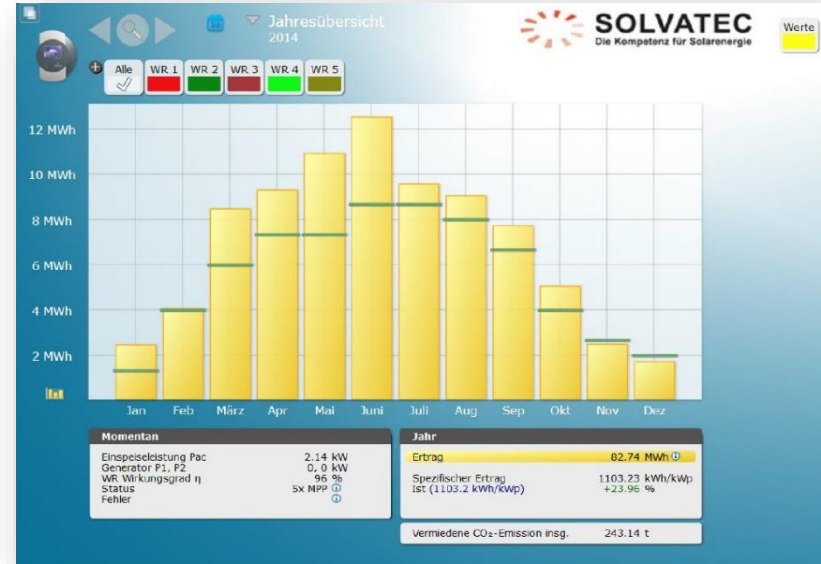 Jahresübersicht
2014
SOLVATEC
Die Kompetenz für Solarenergie
Werte
Alle WR 1 WR 2 WR 3 WR 4 WR 5
12 MWh
10 MWh
8 MWh
6 MWh
4 MWh
2 MWh
Jan Feb März Apr Mai Juni Juli Aug Sep Okt Nov Dez
Momentan
Einspeiseleistung Pac 2.14 kW
Generator P1, P2 0, 0 kW
WR Wirkungsgrad η 96 %
Status 5x MPP
Fehler
Jahr
Ertrag 82.74 MWh
Spezifischer Ertrag 1103.23 kWh/kWp
Ist (1103.2 kWh/kWp) +23.96 %
Vermiedene CO₂-Emission insg. 243.14 t